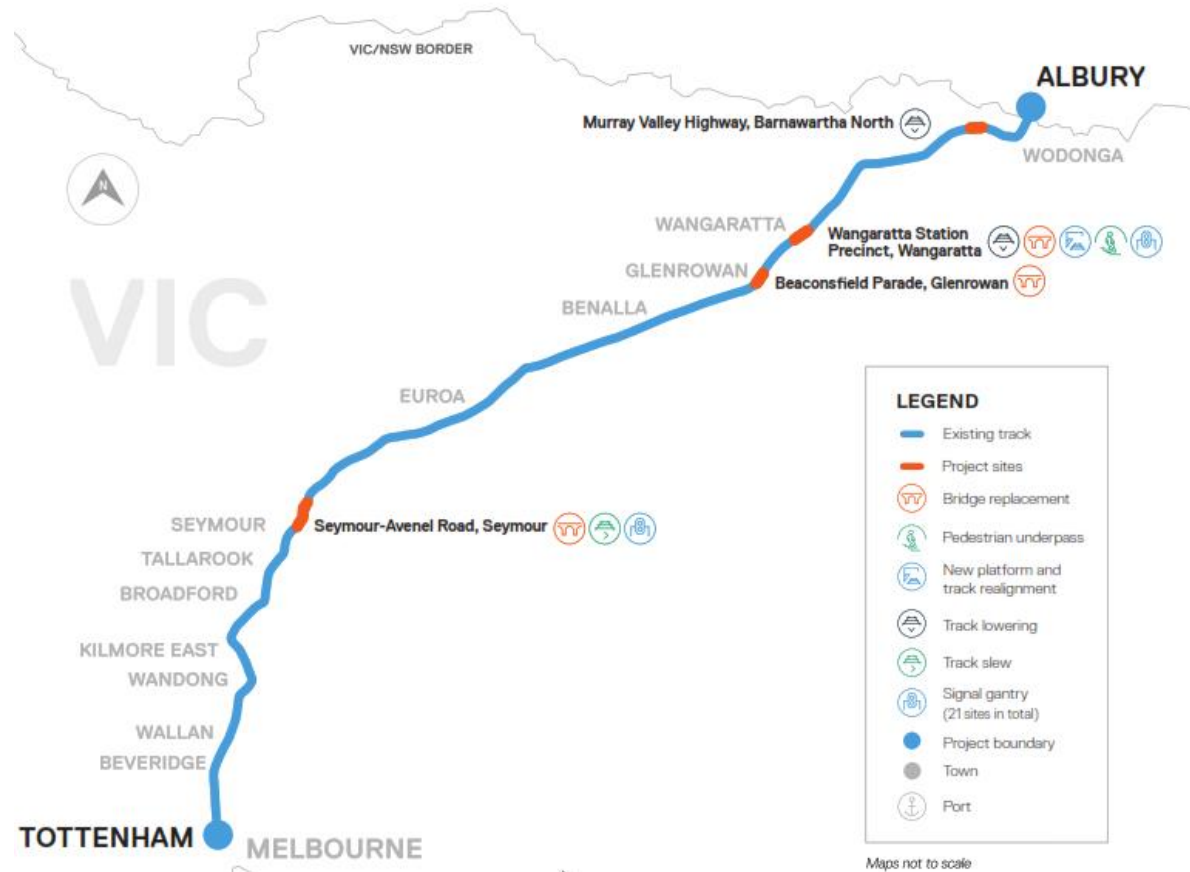 VIC/NSW BORDER
ALBURY
Murray Valley Highway, Barnawartha North
WODONGA
N
WANGARATTA
Wangaratta Station
Precinct, Wangaratta
GLENROWAN
Beaconsfield Parade, Glenrowan
VIC
BENALLA
EUROA
LEGEND
Existing track
Project sites
Bridge replacement
Pedestrian underpass
New platform and
track realignment
Track lowering
Track slew
Signal gantry
(21 sites in total)
Project boundary
Town
Port
SEYMOUR
Seymour-Avenel Road, Seymour
TALLAROOK
BROADFORD
KILMORE EAST
WANDONG
WALLAN
BEVERIDGE
TOTTENHAM
MELBOURNE
Maps not to scale